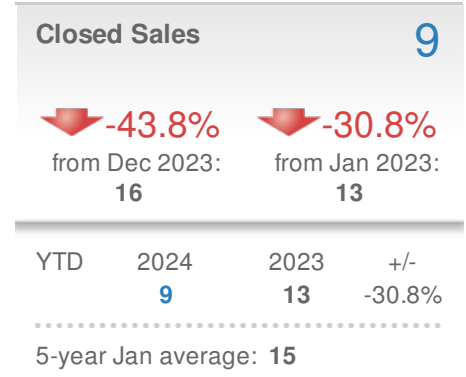 Closed Sales 9
-43.8% -30.8%
from Dec 2023: from Jan 2023:
16 13
YTD 2024 2023 +/-
9 13 -30.8%
5-year Jan average: 15